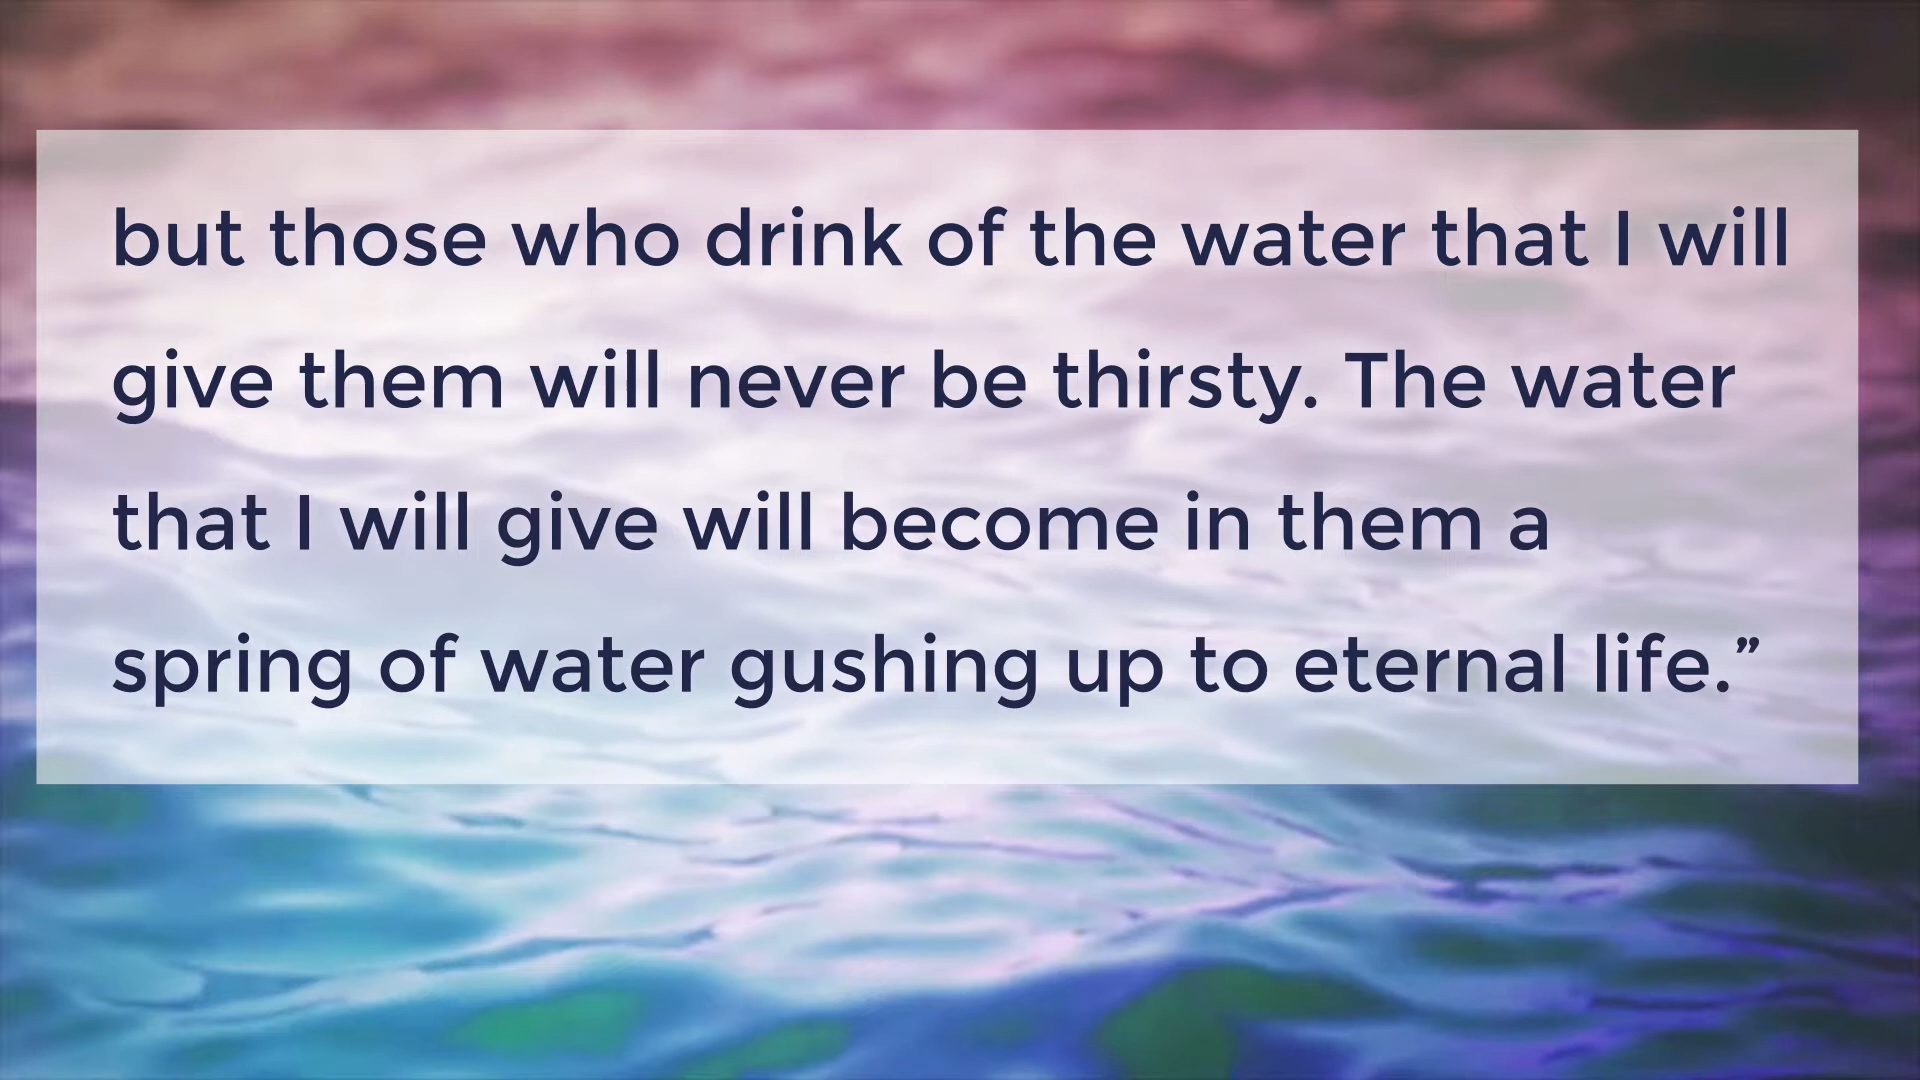 but those who drink of the water that I will
give them will never be thirsty. The water
that I will give will become in them a
spring of water gushing up to eternal life.”